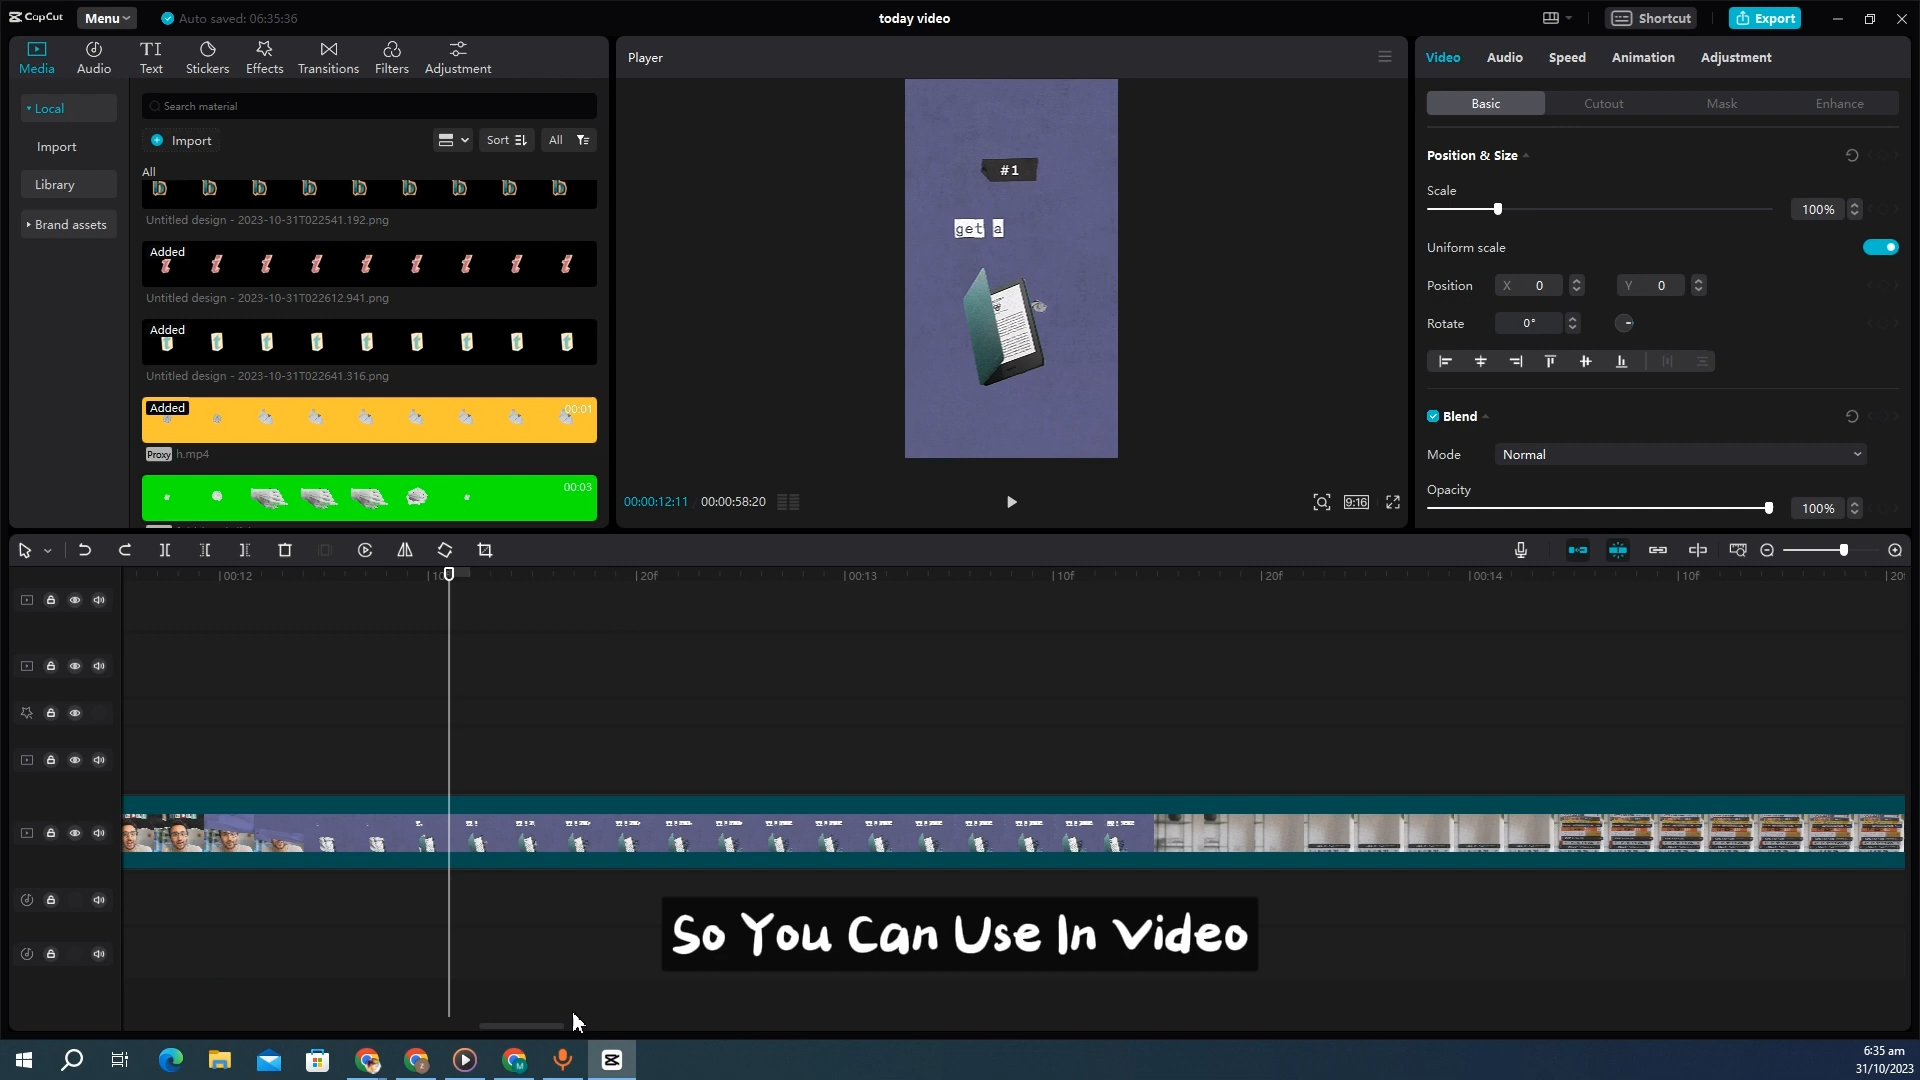 CapCut Menu Auto saved: 06:35:36 today video Shortcut Export
Media Audio Text Stickers Effects Transitions Filters Adjustment
Local
Import
Library
Brand assets
Search material
Import Sort All
All
Untitled design - 2023-10-31T022541.192.png
Added
Untitled design - 2023-10-31T022612.941.png
Added
Untitled design - 2023-10-31T022641.316.png
Added 00:01
Proxy h.mp4
00:03
Player
#1
get a
00:00:12:11 00:00:58:20 9:16
Video Audio Speed Animation Adjustment
Basic Cutout Mask Enhance
Position & Size
Scale
100%
Uniform scale
Position X 0 Y 0
Rotate 0°
Blend
Mode Normal
Opacity
100%
00:12 10f 20f 00:13 10f 20f 00:14 10f 20f
So You Can Use In Video
6:35 am
31/10/2023